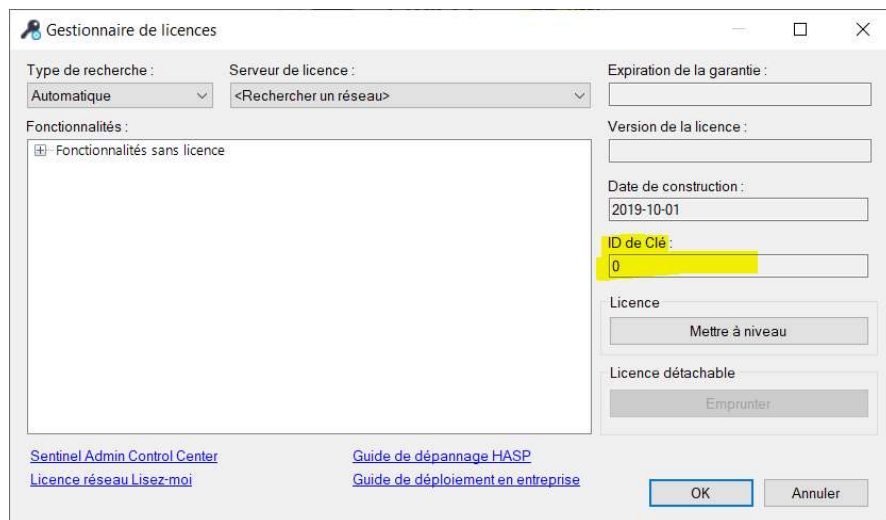 Gestionnaire de licences
Type de recherche :
Serveur de licence :
Automatique
<Rechercher un réseau>
Fonctionnalités :
Fonctionnalités sans licence
Expiration de la garantie :
Version de la licence :
Date de construction :
2019-10-01
ID de Clé :
0
Licence
Mettre à niveau
Licence détachable
Emprunter
Sentinel Admin Control Center
Guide de dépannage HASP
Licence réseau Lisez-moi
Guide de déploiement en entreprise
OK
Annuler